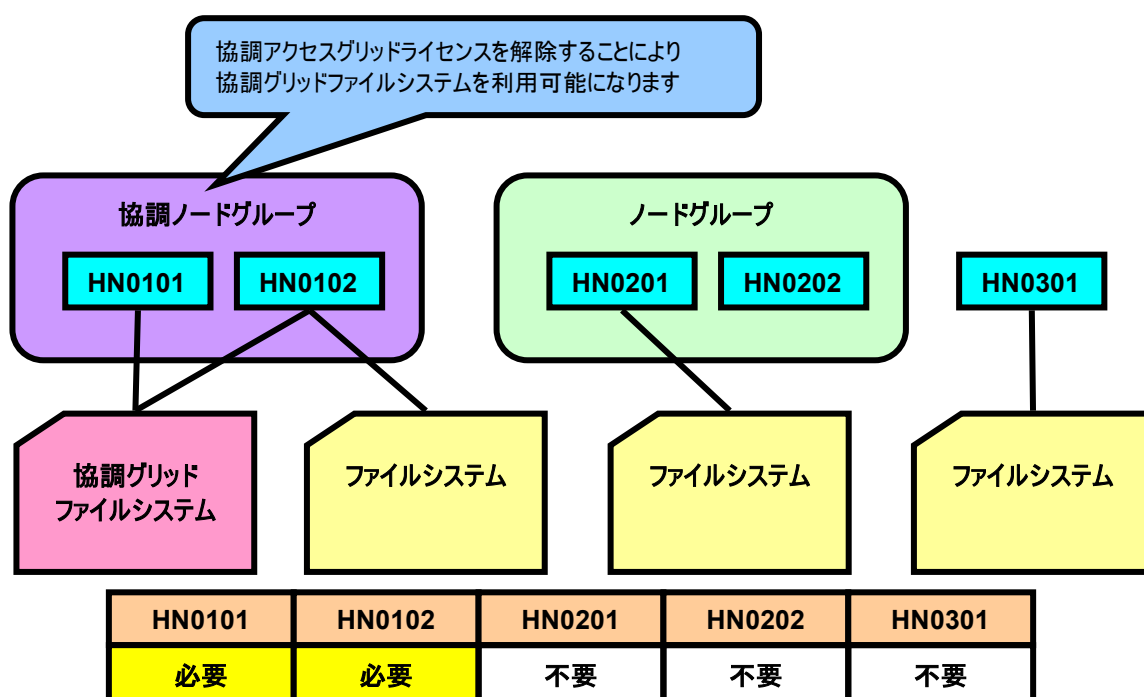 協調アクセスグリッドライセンスを解除することにより
協調グリッドファイルシステムを利用可能になります
協調ノードグループ
ノードグループ
HN0101
HN0102
HN0201
HN0202
HN0301
協調グリッド
ファイルシステム
ファイルシステム
ファイルシステム
ファイルシステム
HN0101 HN0102 HN0201 HN0202 HN0301
必要 必要 不要 不要 不要